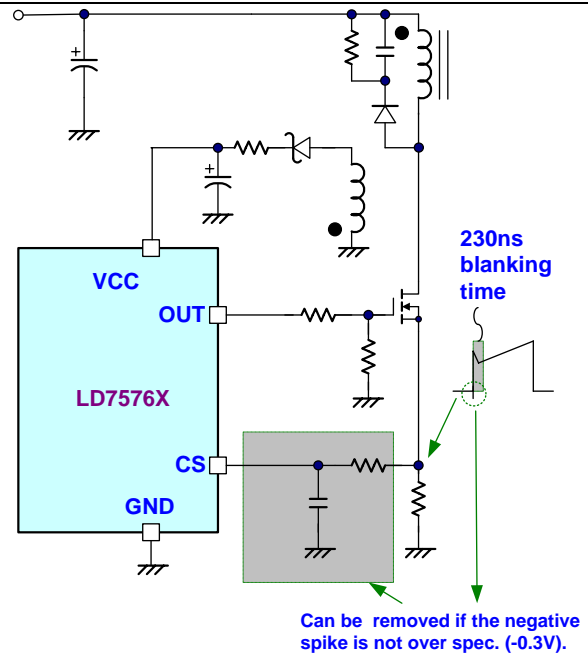 230ns
blanking
time
VCC
OUT
LD7576X
CS
GND
+
+
Can be removed if the negative
spike is not over spec. (-0.3V).